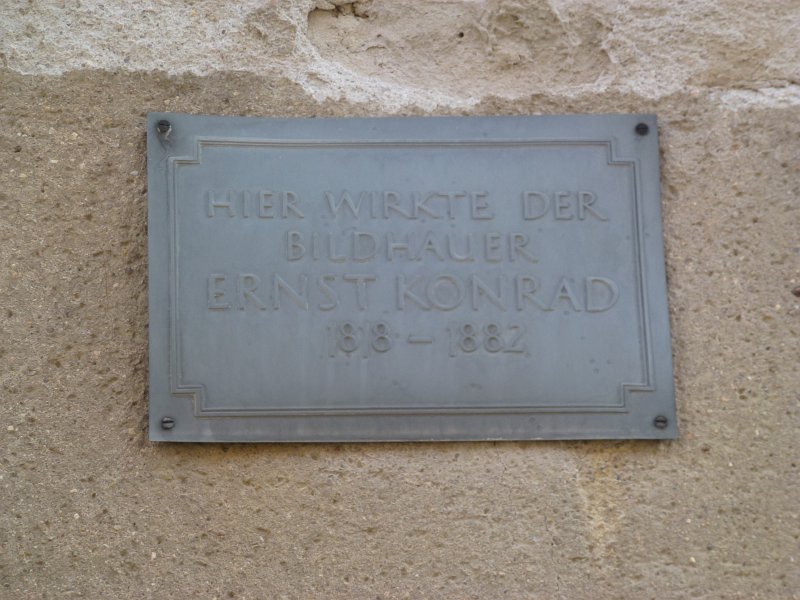 HIER WIRKTE DER
BILDHAUER
ERNST KONRAD
1818 – 1882